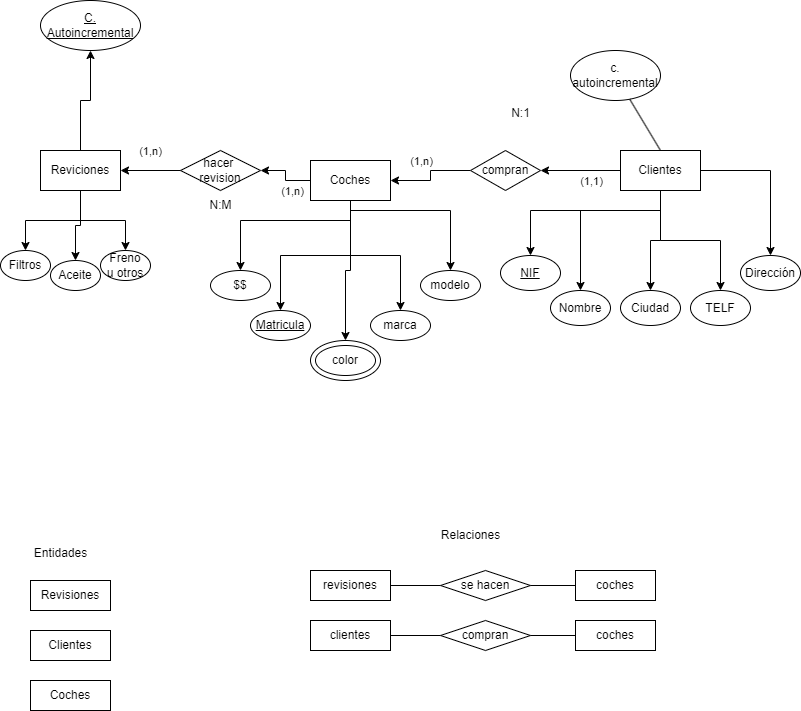 C.
Autoincremental
c.
autoincremental
N:1
(1,n)
hacer
revision
(1,n)
compran
Reviciones
Coches
Clientes
(1,n)
(1,1)
N:M
Filtros
Aceite
Freno
u otros
$$
modelo
NIF
Dirección
Matricula
marca
Nombre
Ciudad
TELF
color
Relaciones
Entidades
revisiones
se hacen
coches
Revisiones
clientes
compran
coches
Clientes
Coches